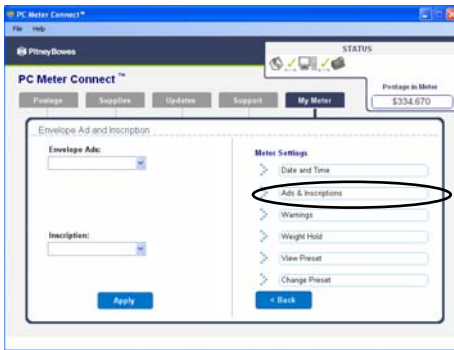 PC Meter Connect™
File Help
Pitney Bowes
STATUS
PC Meter Connect ™
Postage in Meter
$334.670
Postage Supplies Updates Support My Meter
Envelope Ad and Inscription
Envelope Ads:
Meter Settings
Date and Time
Ads & Inscriptions
Warnings
Inscription:
Weight Hold
View Preset
Change Preset
Apply
< Back